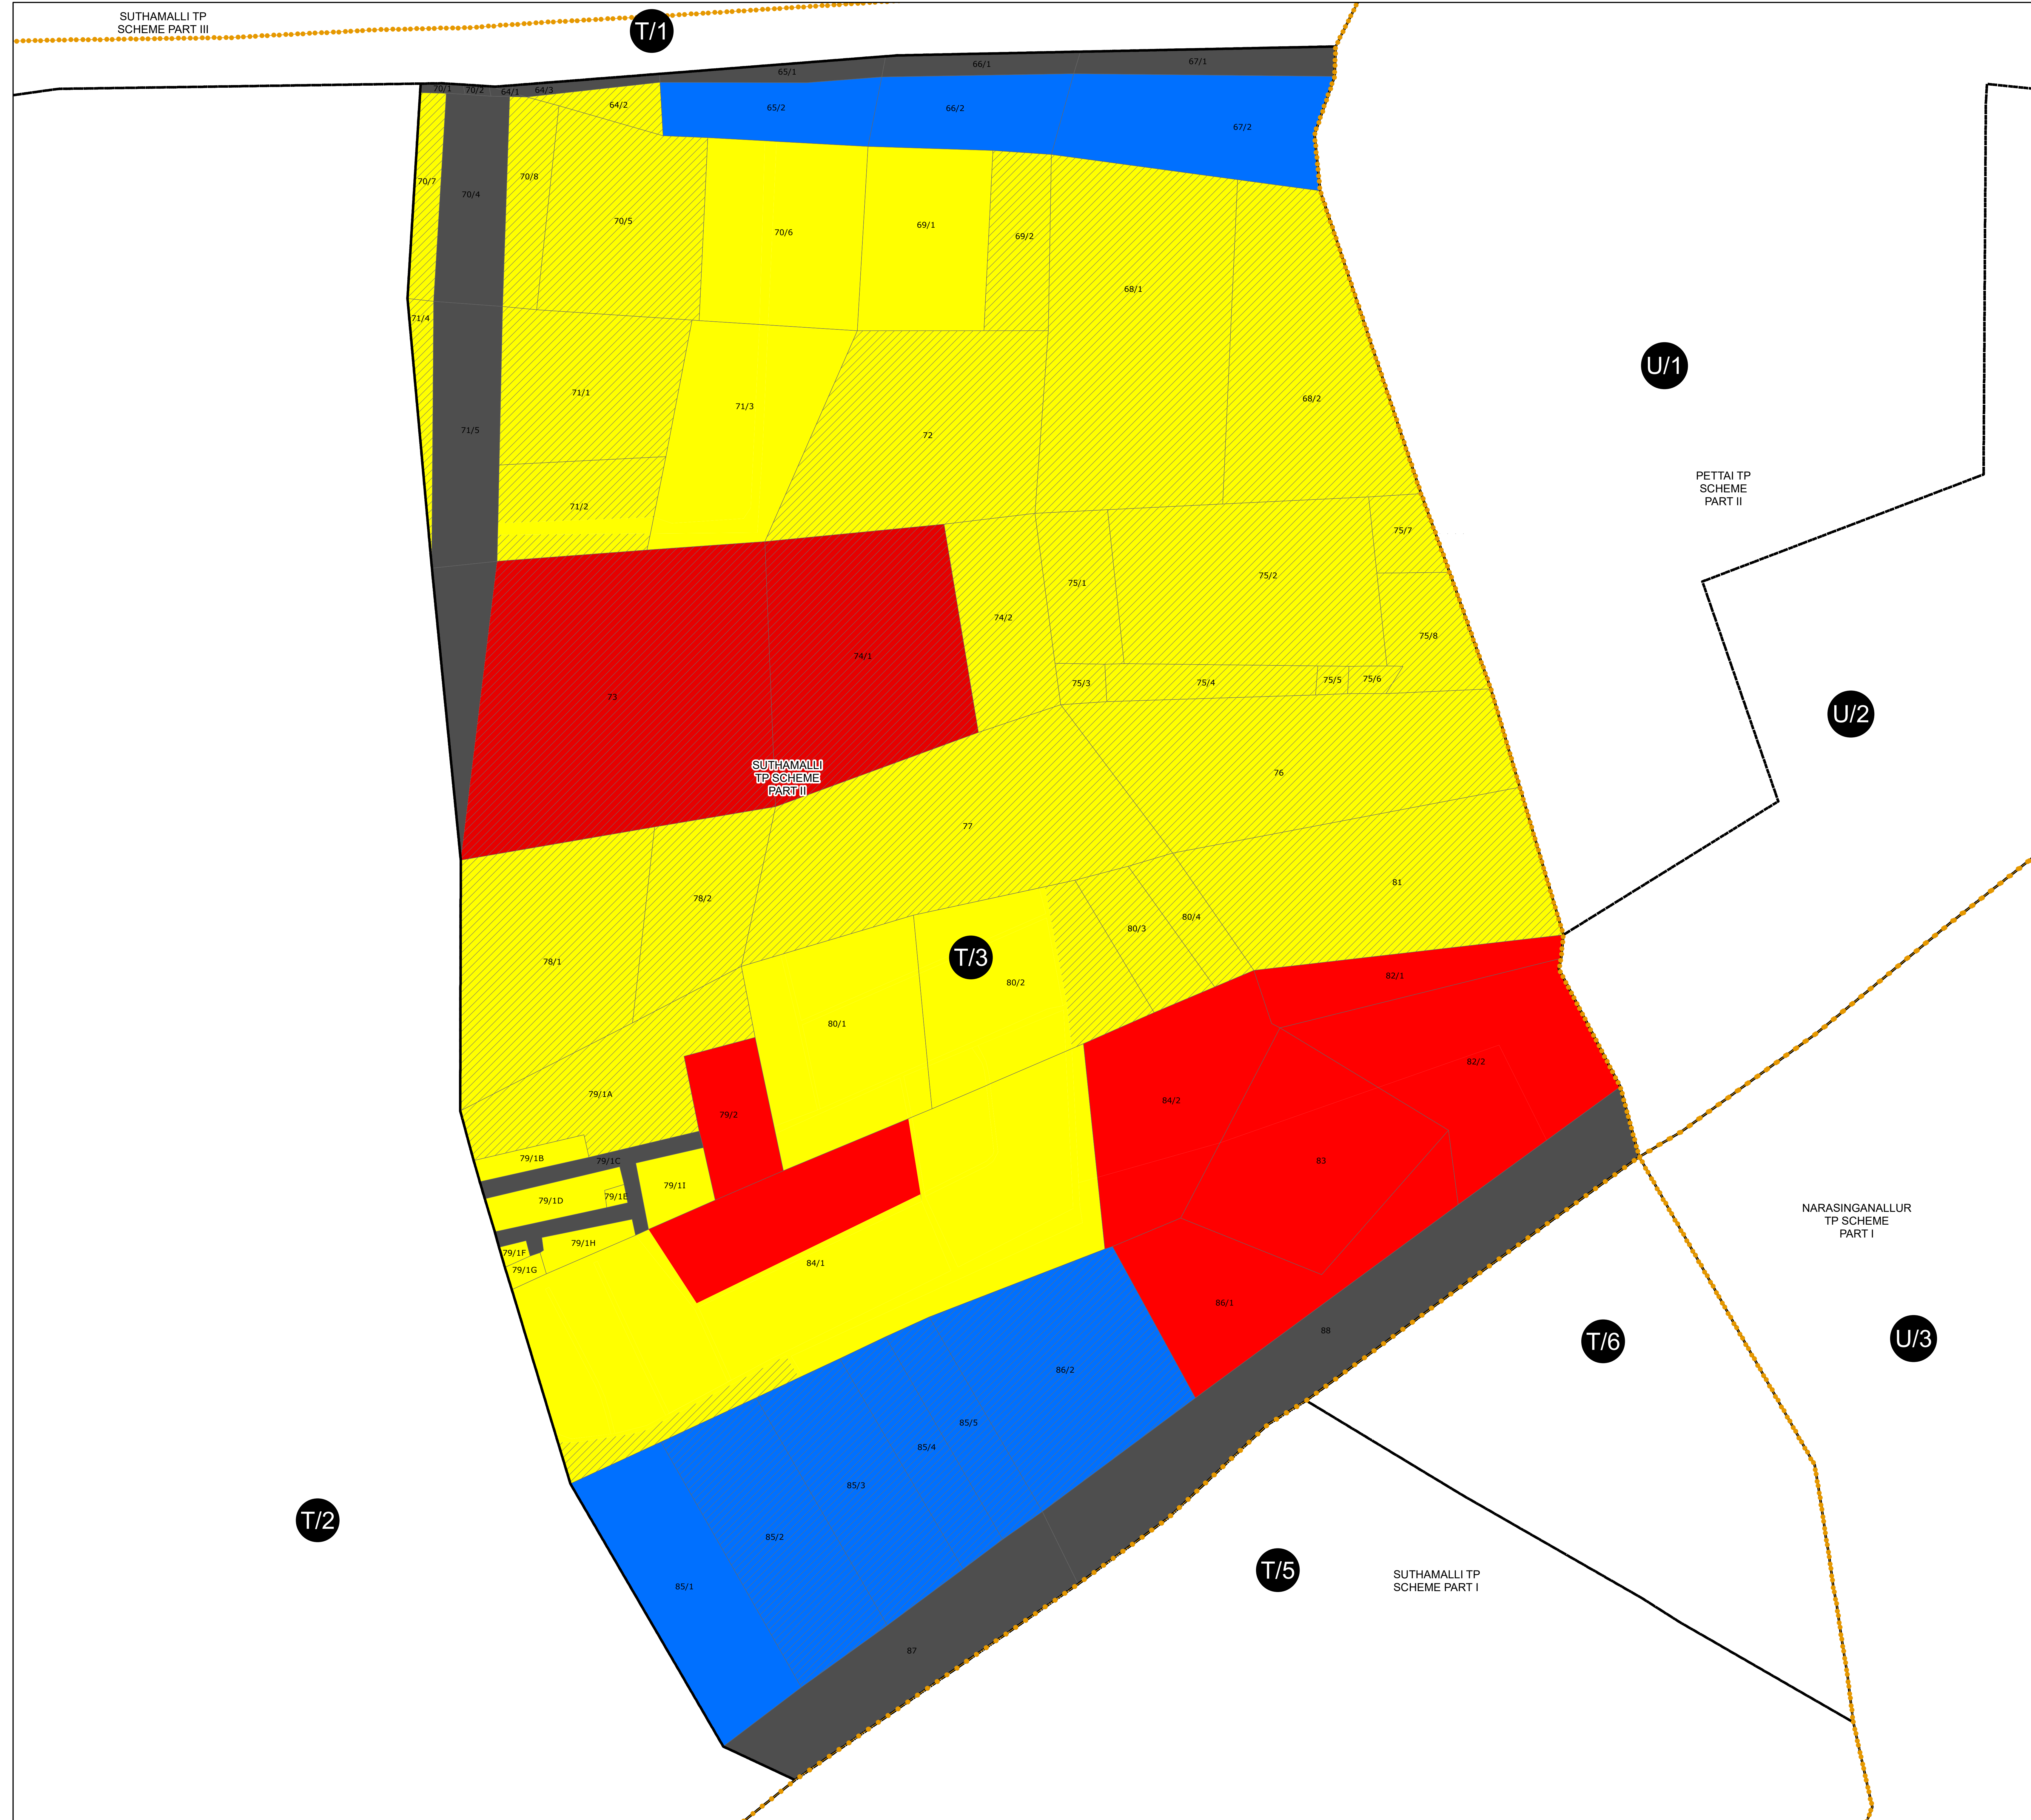 SUTHAMALLI TP
SCHEME PART III
T/1
65/1
66/1
67/1
70/1
70/2
64/1
64/3
64/2
65/2
66/2
67/2
70/7
70/4
70/8
70/5
70/6
69/1
69/2
68/1
71/4
71/5
71/1
71/3
72
68/2
71/2
U/1
PETTAI TP
SCHEME
PART II
75/7
75/1
75/2
74/2
75/8
74/1
73
75/3
75/4
75/5
75/6
U/2
SUTHAMALLI
TP SCHEME
PART II
76
77
81
78/2
80/3
80/4
78/1
T/3
80/2
80/1
82/1
82/2
79/1A
79/2
84/2
79/1B
79/1C
83
79/1D
79/1E
79/1I
79/1F
79/1H
79/1G
84/1
86/1
88
NARASINGANALLUR
TP SCHEME
PART I
T/6
U/3
86/2
85/5
85/4
85/3
85/2
85/1
T/2
T/5
SUTHAMALLI TP
SCHEME PART I
87